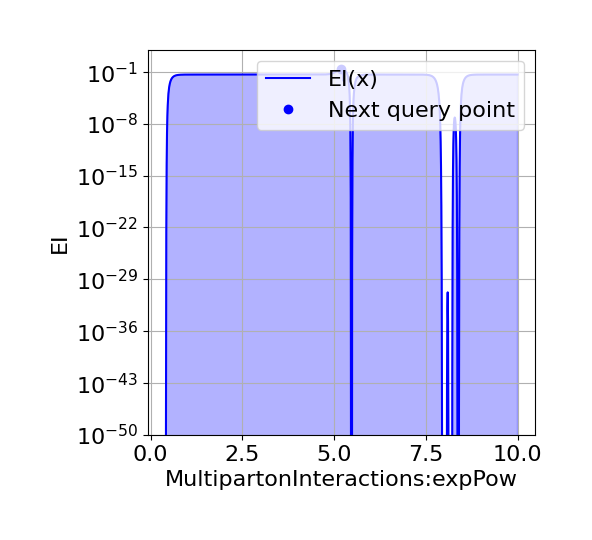 EI(x)
Next query point
10^-1
10^-8
10^-15
10^-22
10^-29
10^-36
10^-43
10^-50
EI
0.0 2.5 5.0 7.5 10.0
MultipartonInteractions:expPow